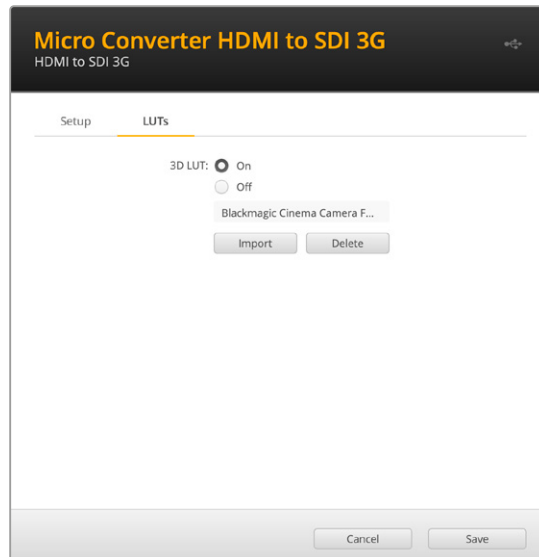 Micro Converter HDMI to SDI 3G
HDMI to SDI 3G
Setup LUTs
3D LUT: On
Off
Blackmagic Cinema Camera F...
Import Delete
Cancel Save